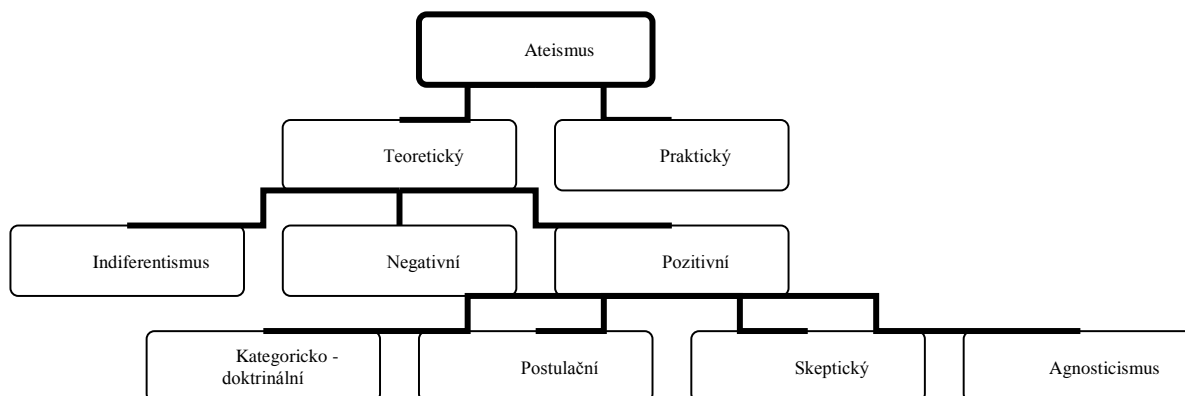 Ateismus
Teoretický
Praktický
Indiferentismus
Negativní
Pozitivní
Kategoricko -
doktrinální
Postulační
Skeptický
Agnosticismus